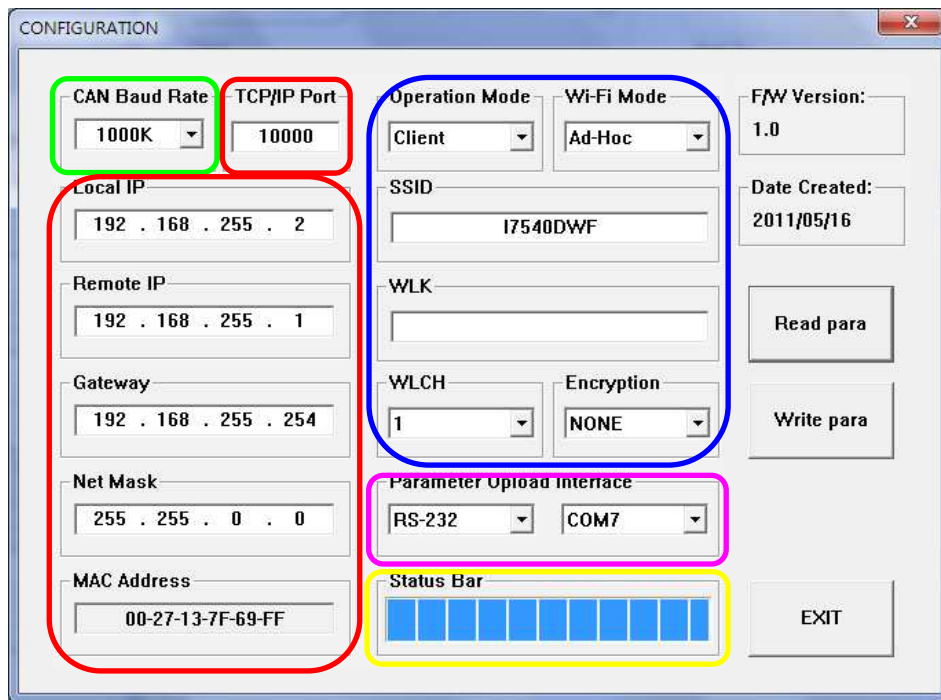 CONFIGURATION
CAN Baud Rate
1000K
TCP/IP Port
10000
Operation Mode
Client
Wi-Fi Mode
Ad-Hoc
F/W Version:
1.0
Local IP
192 . 168 . 255 . 2
SSID
I7540DWF
Date Created:
2011/05/16
Remote IP
192 . 168 . 255 . 1
WLK
Read para
Gateway
192 . 168 . 255 . 254
WLCH
1
Encryption
NONE
Write para
Net Mask
255 . 255 . 0 . 0
Parameter Upload Interface
RS-232
COM7
MAC Address
00-27-13-7F-69-FF
Status Bar
EXIT